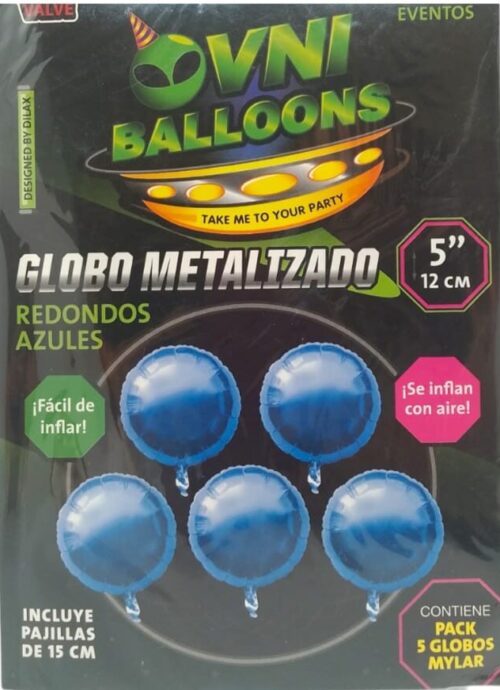 VALVE
EVENTOS
OVNI
BALLOONS
TAKE ME TO YOUR PARTY
DESIGNED BY DILAX
GLOBO METALIZADO
5”
12 CM
REDONDOS
AZULES
¡Fácil de
inflar!
¡Se inflan
con aire!
INCLUYE
PAJILLAS
DE 15 CM
CONTIENE
PACK
5 GLOBOS
MYLAR